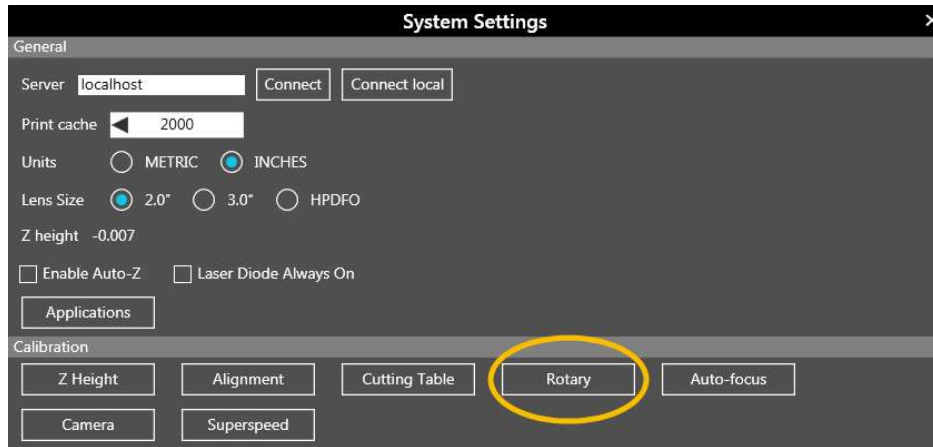 System Settings
General
Server localhost Connect Connect local
Print cache 2000
Units METRIC INCHES
Lens Size 2.0" 3.0" HPDFO
Z height -0.007
Enable Auto-Z Laser Diode Always On
Applications
Calibration
Z Height Alignment Cutting Table Rotary Auto-focus
Camera Superspeed